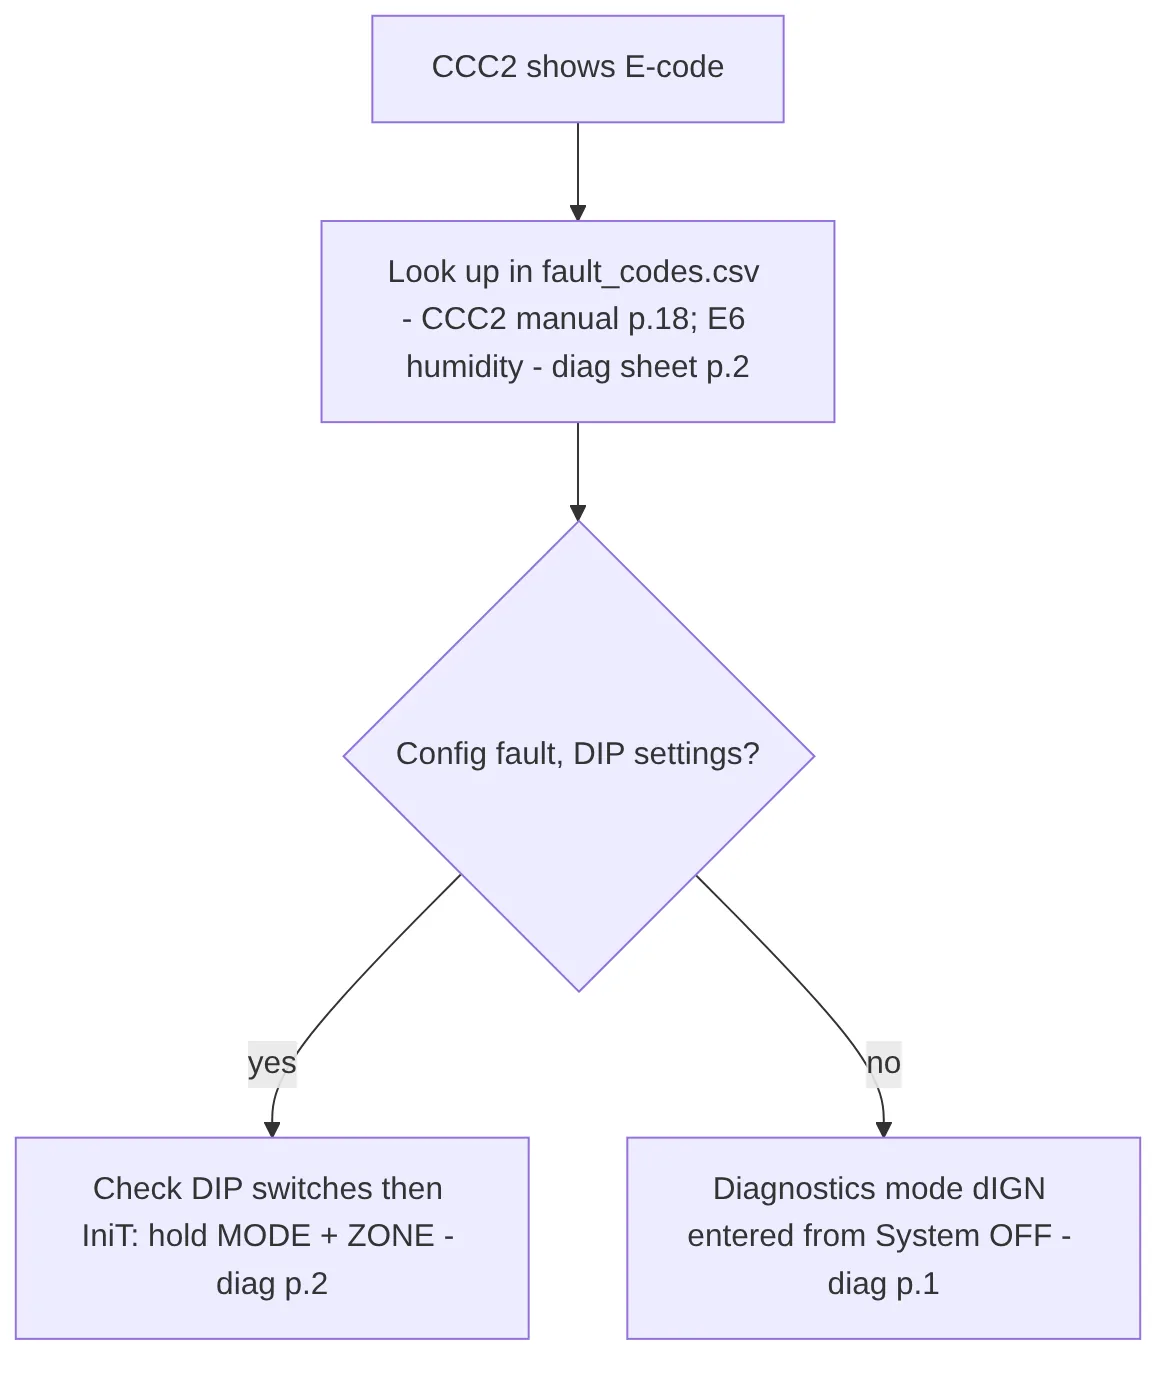 CCC2 shows E-code
Look up in fault_codes.csv
- CCC2 manual p.18; E6
humidity - diag sheet p.2
Config fault, DIP settings?
yes
no
Check DIP switches then
IniT: hold MODE + ZONE -
diag p.2
Diagnostics mode dIGN
entered from System OFF -
diag p.1